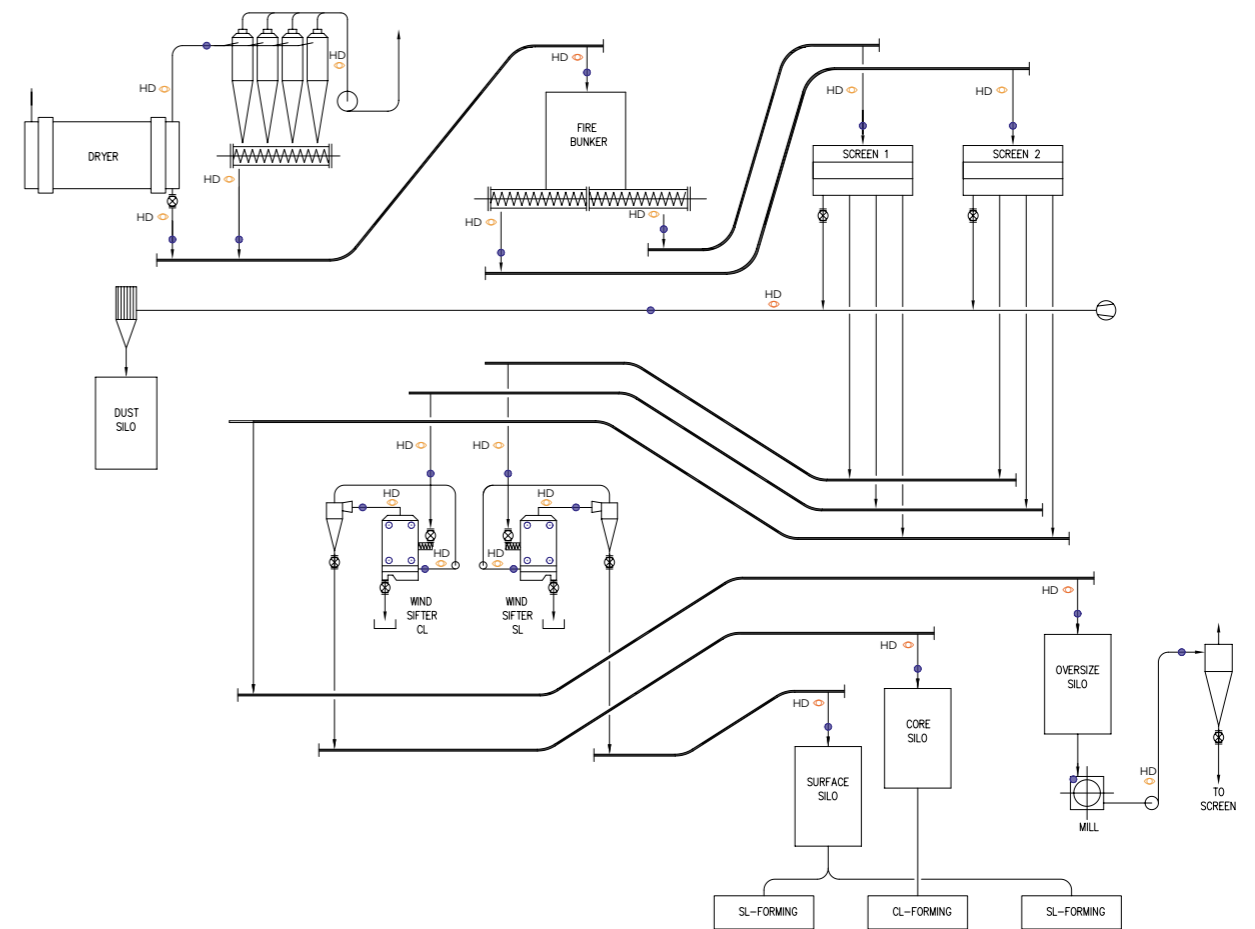 HD
HD
HD
HD
HD
DRYER
FIRE
BUNKER
HD
HD
HD
HD
HD
SCREEN 1
SCREEN 2
HD
DUST
SILO
HD
HD
HD
HD
HD
HD
WIND
SIFTER
CL
WIND
SIFTER
SL
HD
HD
HD
OVERSIZE
SILO
CORE
SILO
SURFACE
SILO
HD
MILL
TO
SCREEN
SL-FORMING
CL-FORMING
SL-FORMING